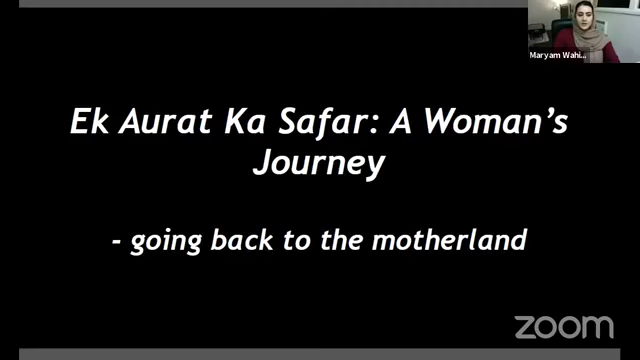 Maryam Wahi...
Ek Aurat Ka Safar: A Woman's
Journey
- going back to the motherland
zoom